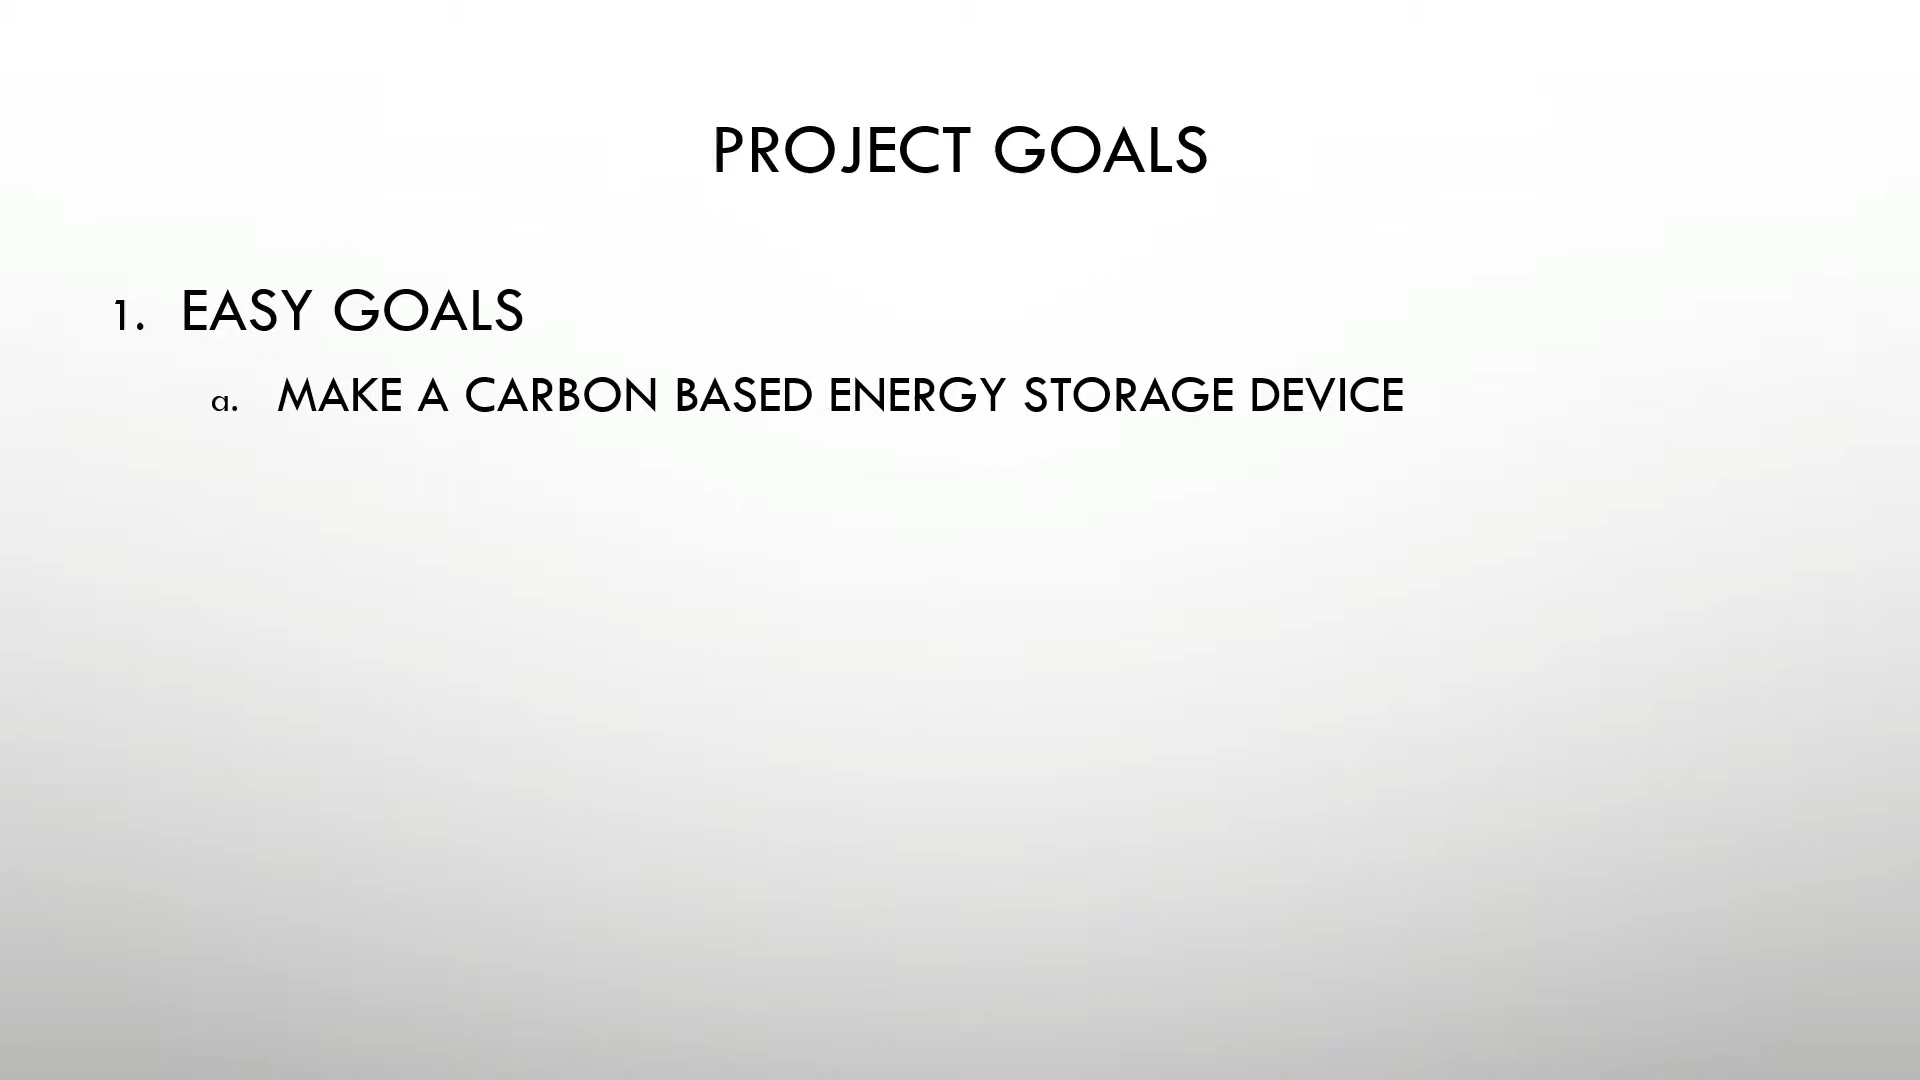 PROJECT GOALS
1. EASY GOALS
a. MAKE A CARBON BASED ENERGY STORAGE DEVICE